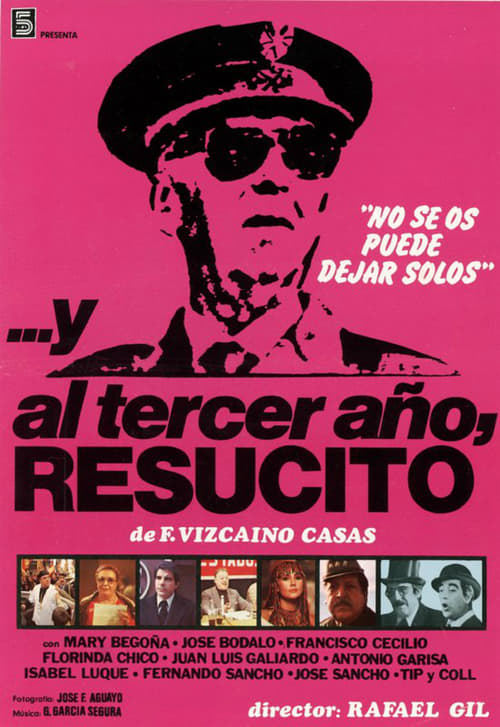 5
PRESENTA
"NO SE OS
PUEDE
DEJAR SOLOS"
...y
al tercer año,
RESUCITO
de F. VIZCAINO CASAS
con MARY BEGOÑA • JOSE BODALO • FRANCISCO CECILIO
FLORINDA CHICO • JUAN LUIS GALIARDO • ANTONIO GARISA
ISABEL LUQUE • FERNANDO SANCHO • JOSE SANCHO • TIP y COLL
Fotografía: JOSE F. AGUAYO
Música: G. GARCIA SEGURA
director: RAFAEL GIL